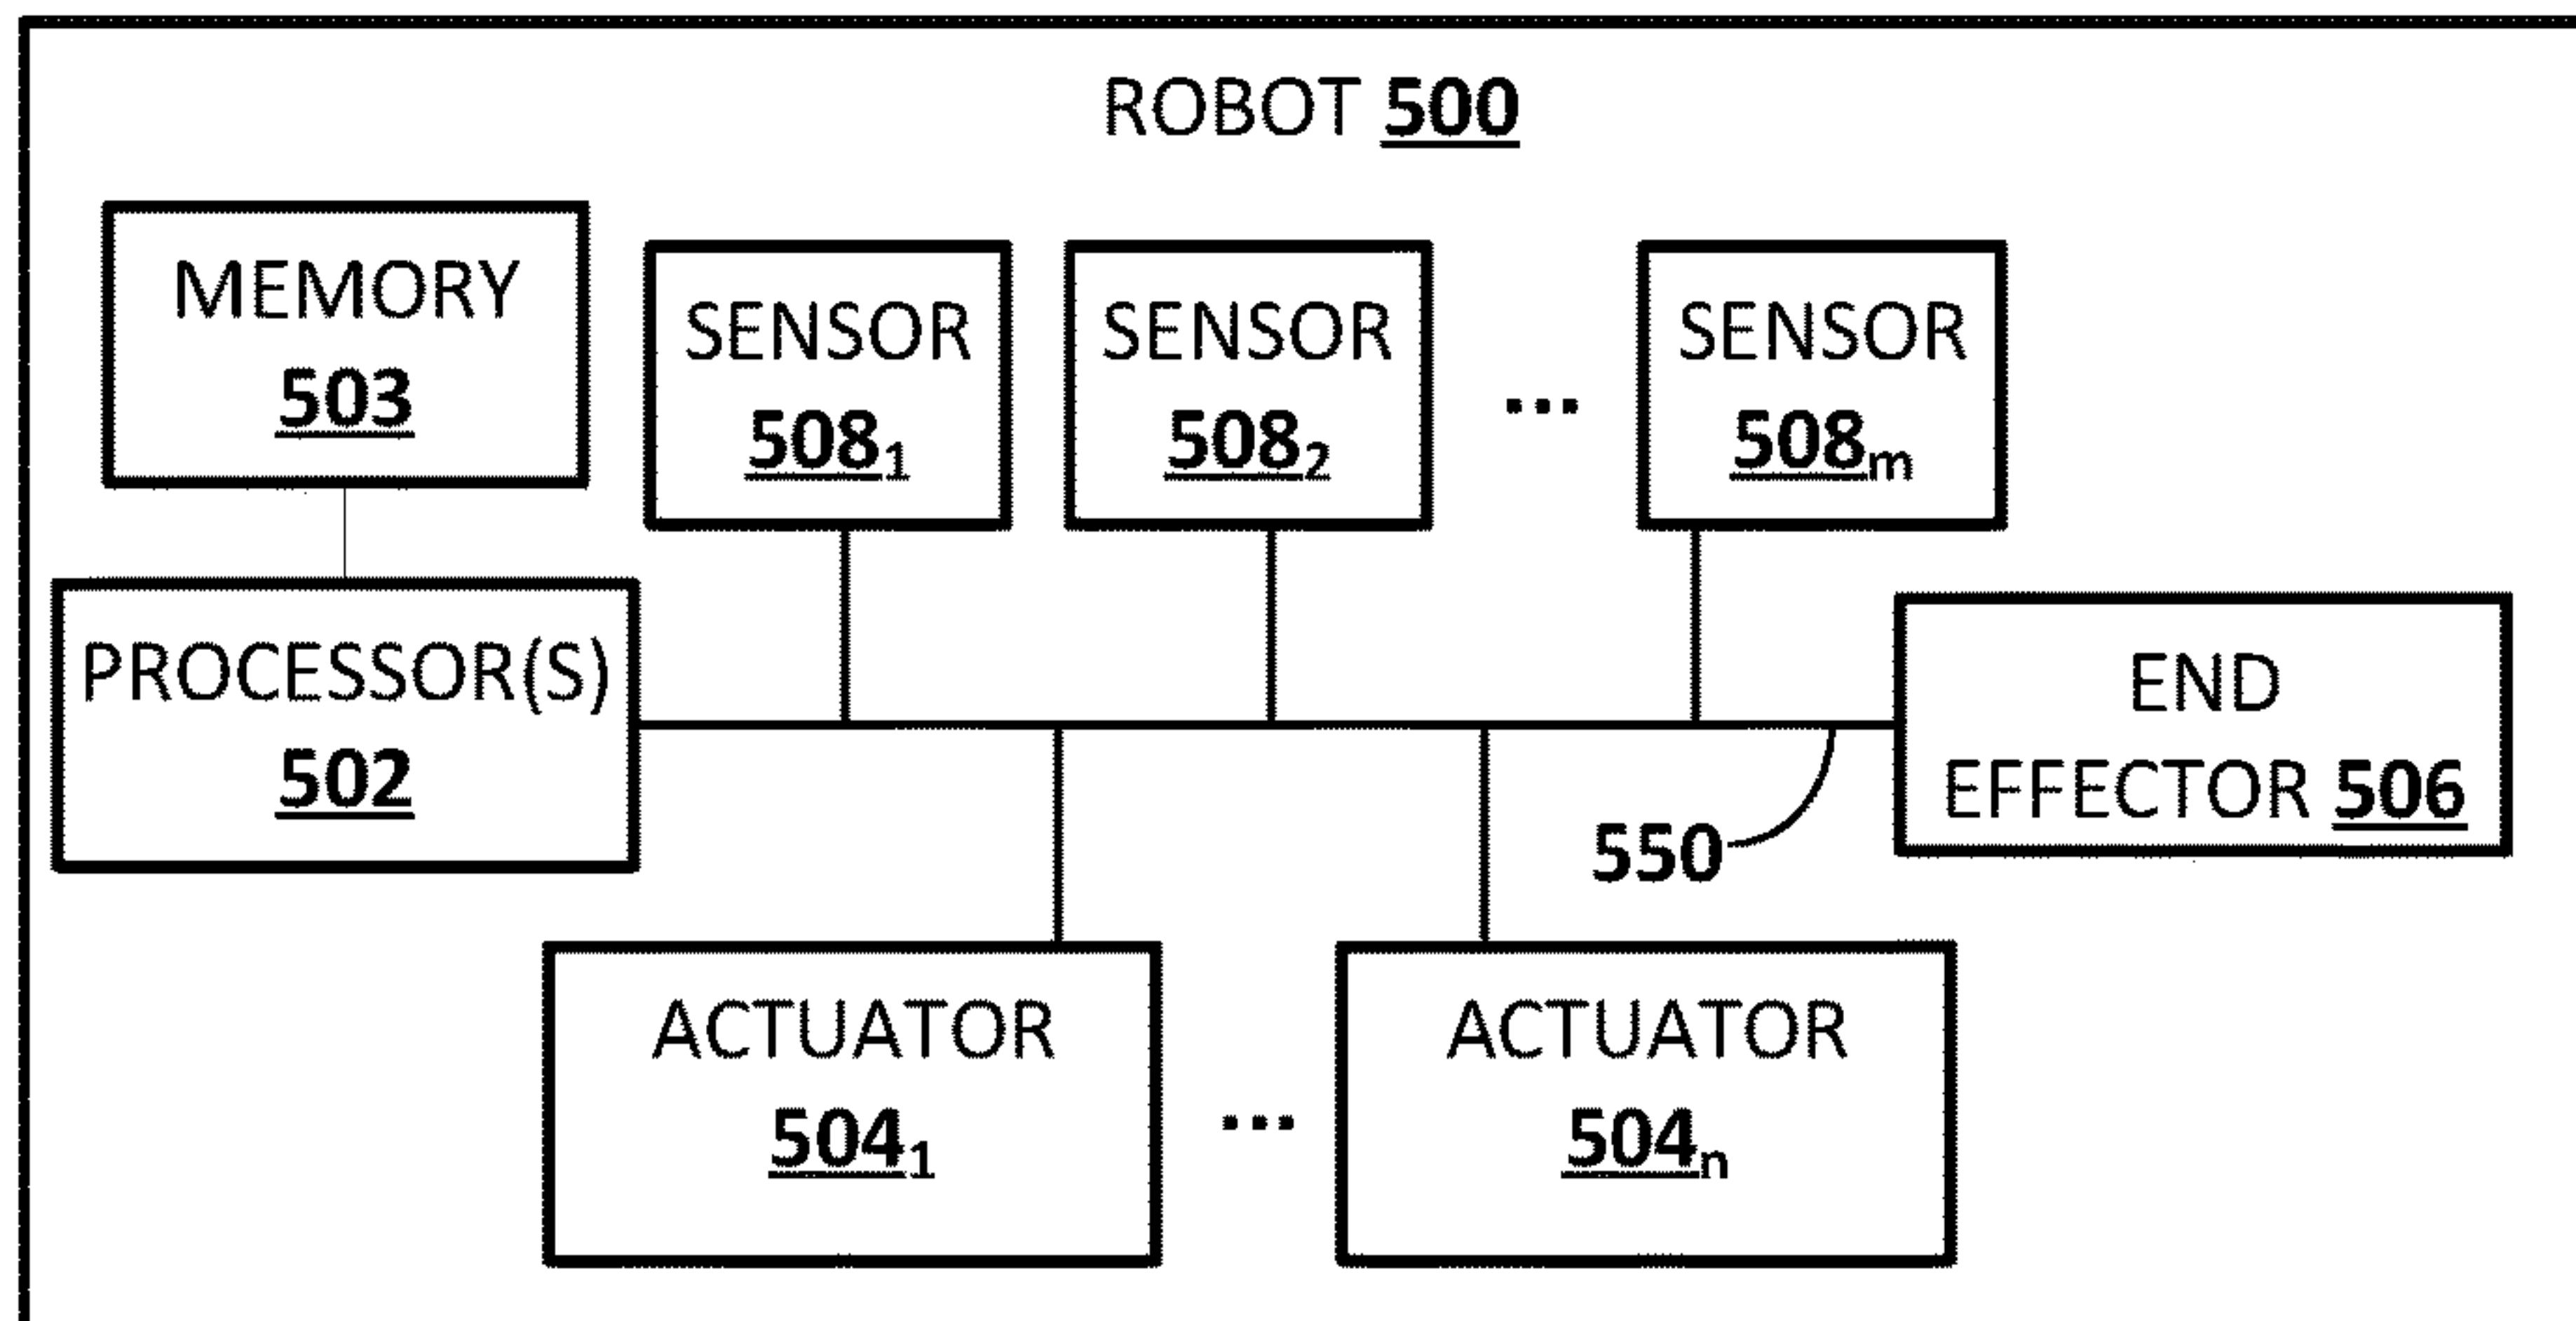 ROBOT 500
MEMORY
503
SENSOR
508₁
SENSOR
508₂
...
SENSOR
508ₘ
PROCESSOR(S)
502
END
EFFECTOR 506
550
ACTUATOR
504₁
...
ACTUATOR
504ₙ